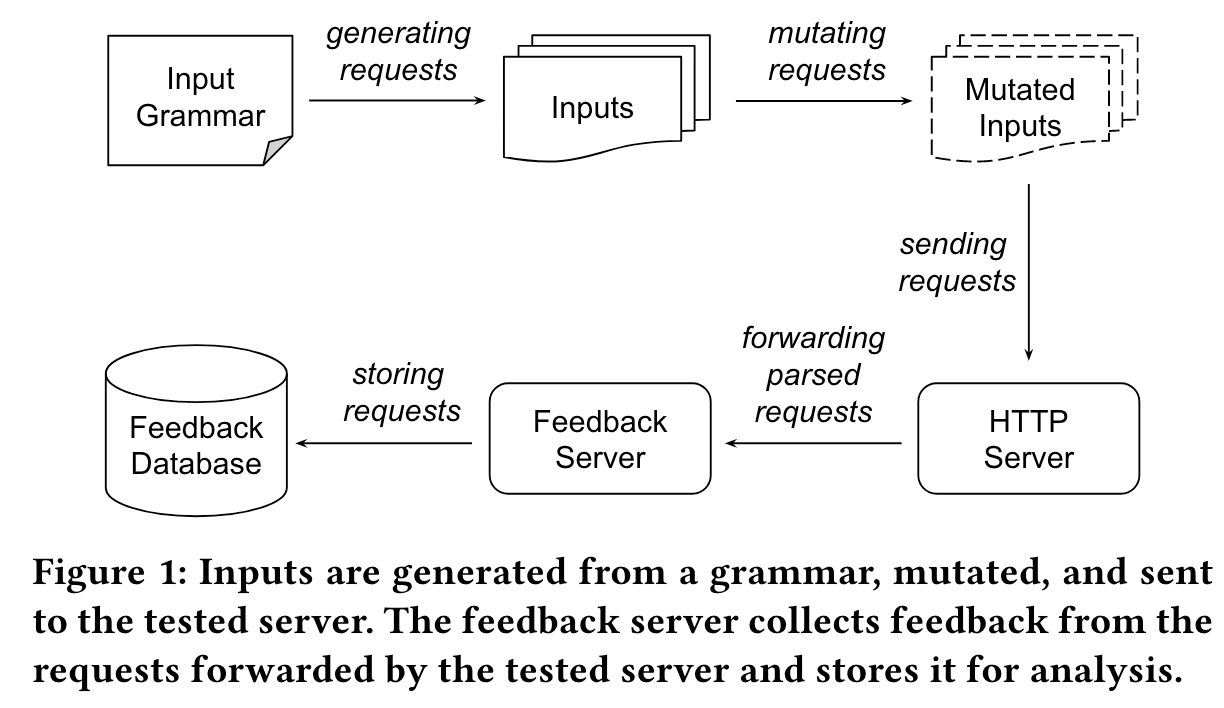 generating
requests
mutating
requests
Input
Grammar
Inputs
Mutated
Inputs
sending
requests
forwarding
parsed
requests
storing
requests
Feedback
Database
Feedback
Server
HTTP
Server
Figure 1: Inputs are generated from a grammar, mutated, and sent
to the tested server. The feedback server collects feedback from the
requests forwarded by the tested server and stores it for analysis.